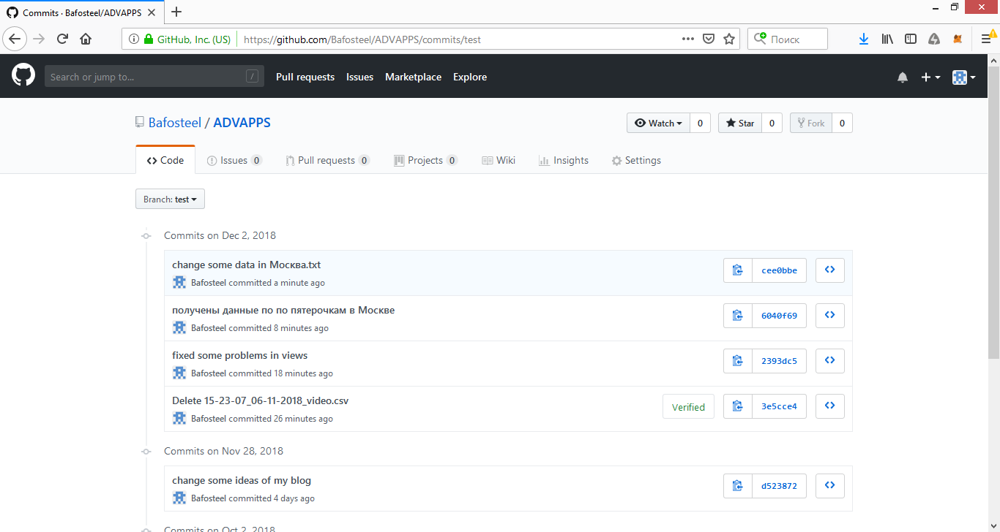 Commits · Bafosteel/ADVAPPS
GitHub, Inc. (US) https://github.com/Bafosteel/ADVAPPS/commits/test Поиск
Search or jump to... / Pull requests Issues Marketplace Explore
Bafosteel / ADVAPPS Watch 0 Star 0 Fork 0
Code Issues 0 Pull requests 0 Projects 0 Wiki Insights Settings
Branch: test
Commits on Dec 2, 2018
change some data in Москва.txt
Bafosteel committed a minute ago cee0bbe
получены данные по по пятерочкам в Москве
Bafosteel committed 8 minutes ago 6040f69
fixed some problems in views
Bafosteel committed 18 minutes ago 2393dc5
Delete 15-23-07_06-11-2018_video.csv
Bafosteel committed 26 minutes ago Verified 3e5cce4
Commits on Nov 28, 2018
change some ideas of my blog
Bafosteel committed 4 days ago d523872
Commits on Oct 2, 2018